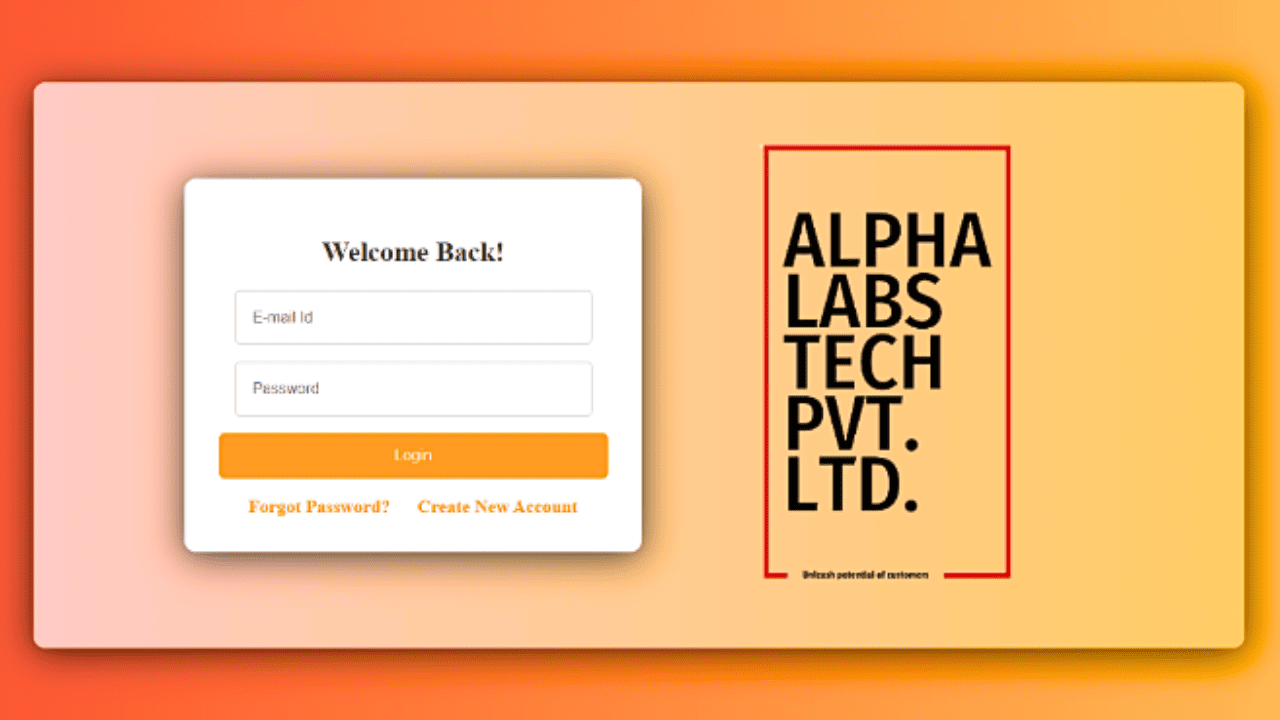 Welcome Back!
E-mail Id
Password
Login
Forgot Password? Create New Account
ALPHA
LABS
TECH
PVT.
LTD.
Unleash potential of customers